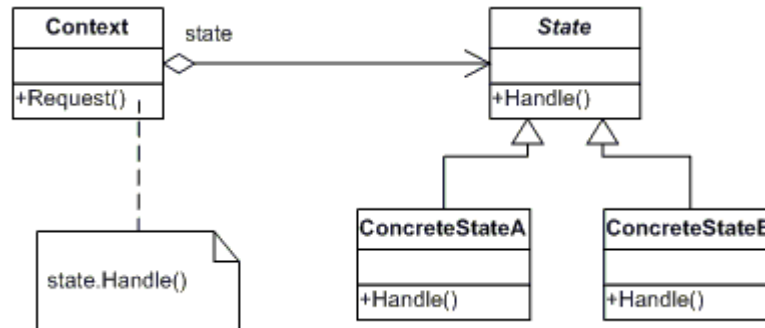 Context
state
State
+Request()
+Handle()
ConcreteStateA
ConcreteStateB
state.Handle()
+Handle()
+Handle()